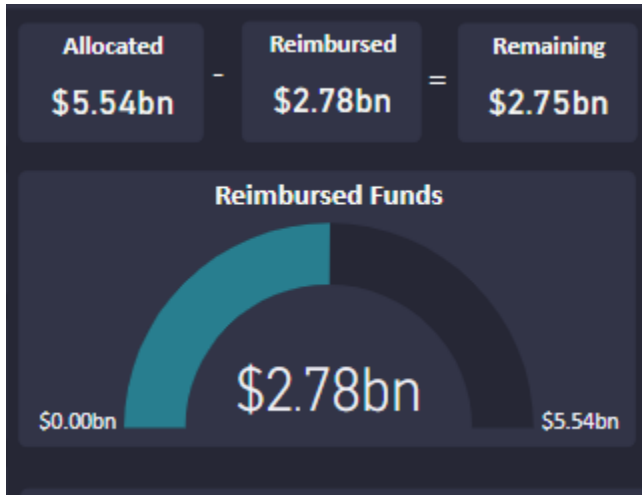 Allocated
$5.54bn
-
Reimbursed
$2.78bn
=
Remaining
$2.75bn
Reimbursed Funds
$2.78bn
$0.00bn
$5.54bn